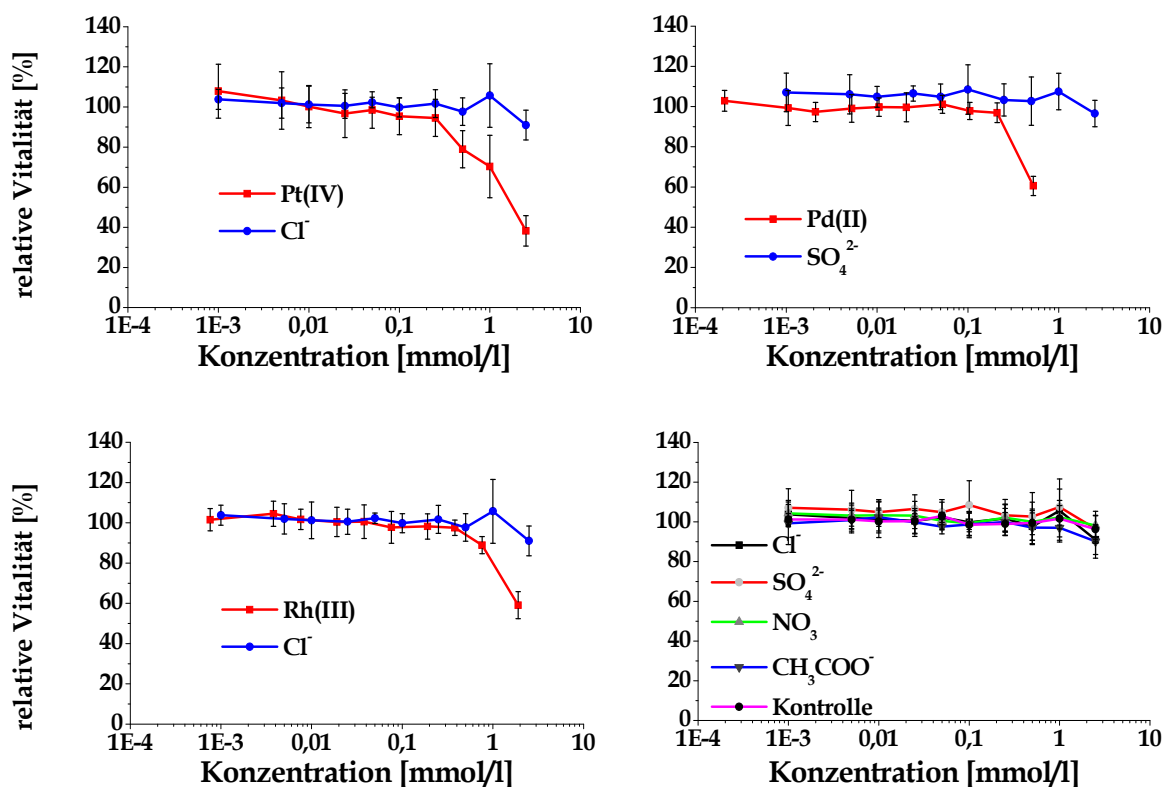 140
120
100
80
60
40
20
0
relative Vitalität [%]
Pt(IV)
Cl⁻
1E-4 1E-3 0,01 0,1 1 10
Konzentration [mmol/l]
140
120
100
80
60
40
20
0
Pd(II)
SO₄²⁻
1E-4 1E-3 0,01 0,1 1 10
Konzentration [mmol/l]
140
120
100
80
60
40
20
0
relative Vitalität [%]
Rh(III)
Cl⁻
1E-4 1E-3 0,01 0,1 1 10
Konzentration [mmol/l]
140
120
100
80
60
40
20
0
Cl⁻
SO₄²⁻
NO₃
CH₃COO⁻
Kontrolle
1E-4 1E-3 0,01 0,1 1 10
Konzentration [mmol/l]